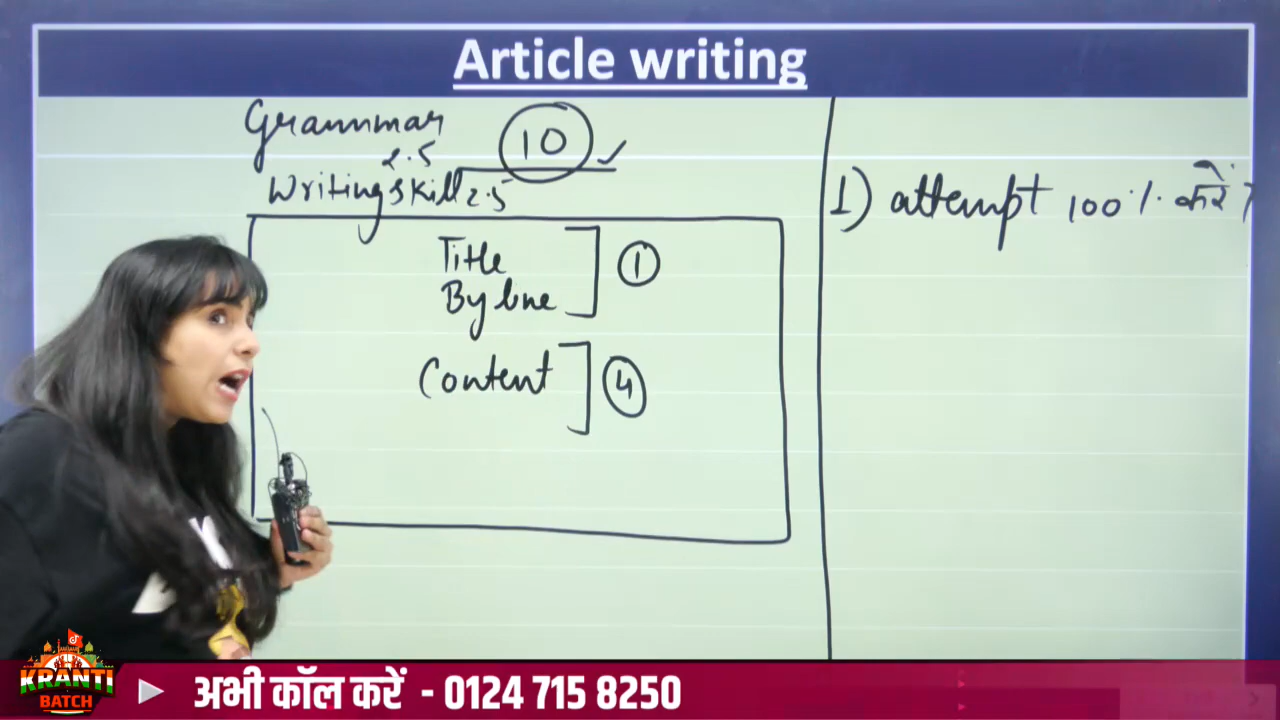 Article writing
Grammar
10 ✓
2.5
Writing skill 2.5
Title
By line
1
Content
4
1) attempt 100% करें
KRANTI
BATCH
अभी कॉल करें - 0124 715 8250